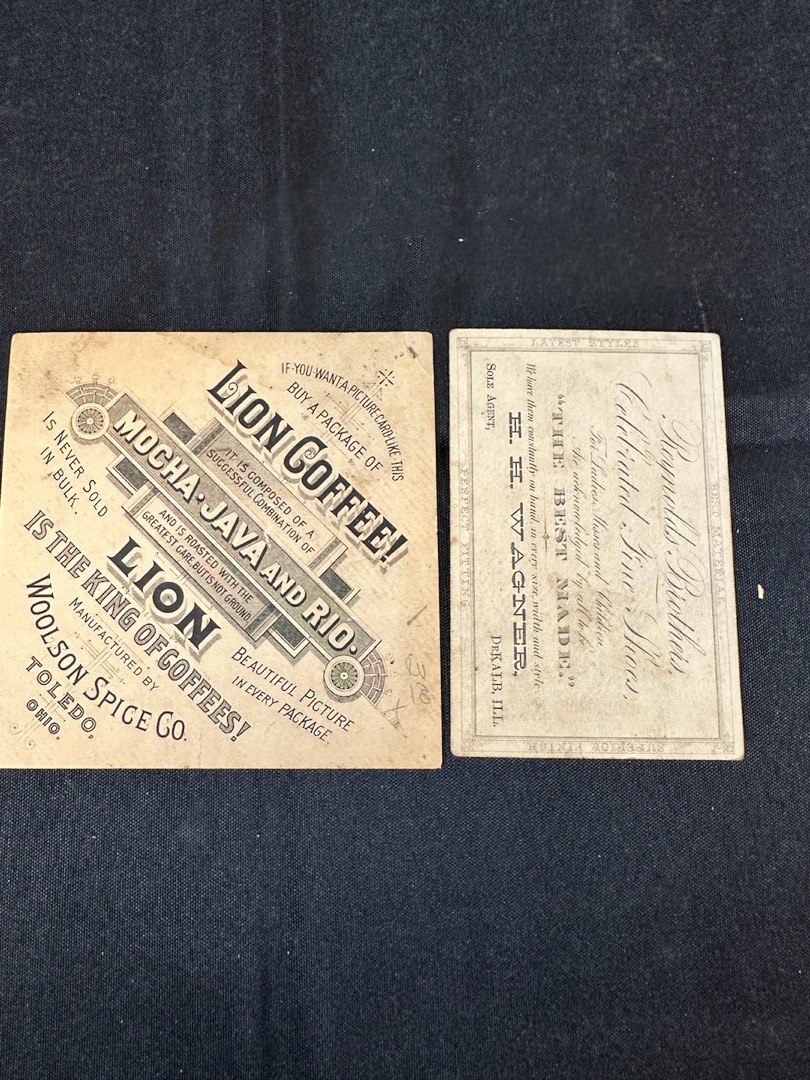 IF·YOU·WANT·A·PICTURE·CARD·LIKE·THIS
BUY A PACKAGE OF
LION COFFEE!
IT IS COMPOSED OF A
SUCCESSFUL COMBINATION OF
MOCHA·JAVA AND RIO·
AND IS ROASTED WITH THE
GREATEST CARE BUT IS NOT GROUND.
IS NEVER SOLD
IN BULK.
LION
IS THE KING OF COFFEES!
MANUFACTURED BY
WOOLSON SPICE CO.
TOLEDO,
OHIO.
BEAUTIFUL PICTURE
IN EVERY PACKAGE.
LATEST STYLES
BEST MATERIAL
PERFECT FITTING
SUPERIOR FINISH
Reynolds Brothers,
Celebrated Fine Shoes,
For Ladies, Misses and Children
Are acknowledged by all to be
"THE BEST MADE."
We have them constantly on hand in every size, width and style
H. H. WAGNER,
SOLE AGENT,
DEKALB, ILL.